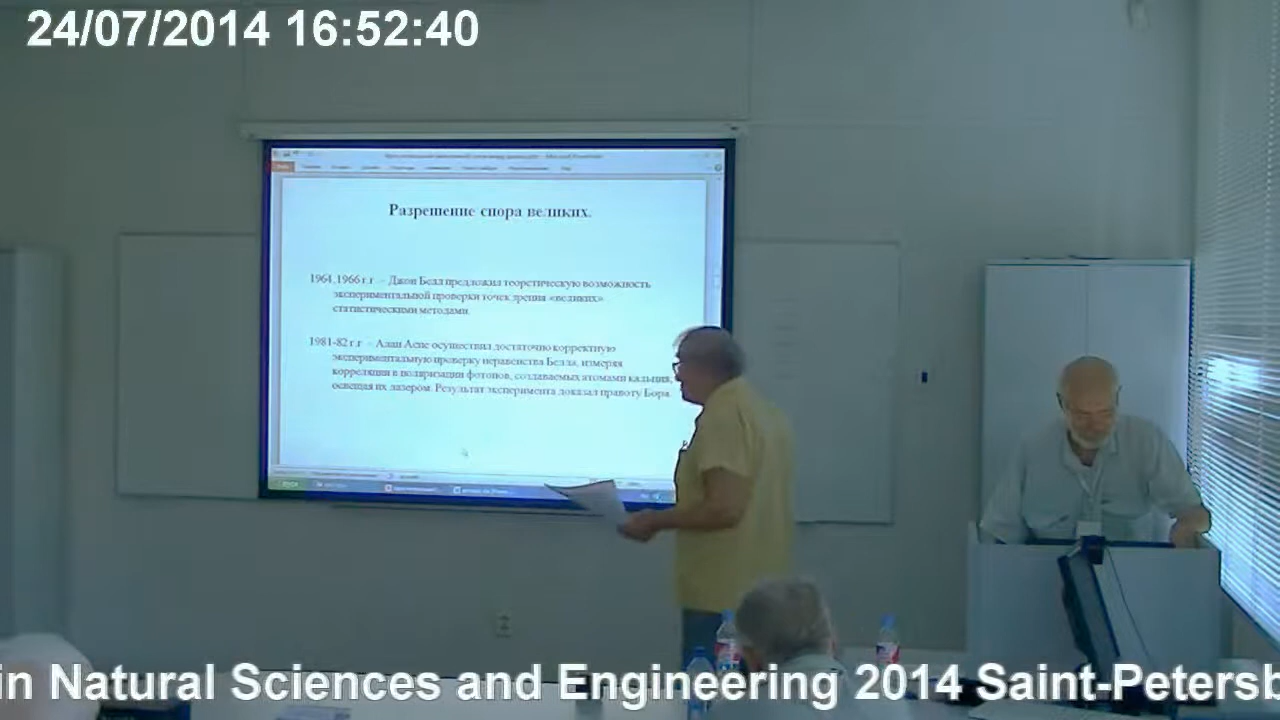 24/07/2014 16:52:40
Разрешение спора великих.
1964, 1966 г.г. – Джон Белл предложил теоретическую возможность
экспериментальной проверки точек зрения «великих»
статистическими методами.
1981-82 г.г – Алан Аспе осуществил достаточно корректную
экспериментальную проверку неравенства Белла, измеряя
корреляции в поляризации фотонов, создаваемых атомами кальция,
освещая их лазером. Результат эксперимента доказал правоту Бора.
in Natural Sciences and Engineering 2014 Saint-Petersb